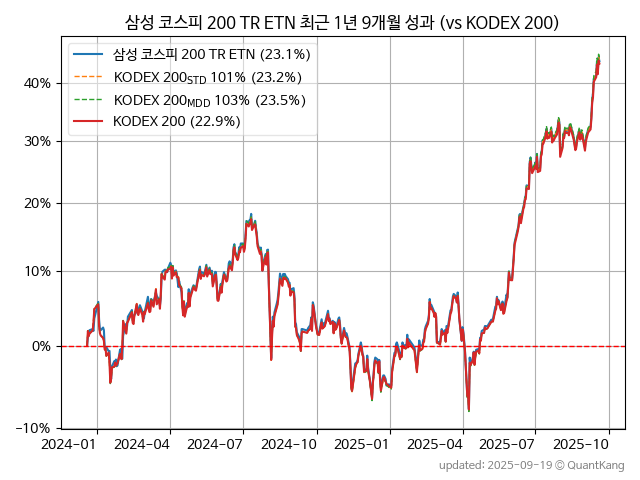 삼성 코스피 200 TR ETN 최근 1년 9개월 성과 (vs KODEX 200)
삼성 코스피 200 TR ETN (23.1%)
KODEX 200STD 101% (23.2%)
KODEX 200MDD 103% (23.5%)
KODEX 200 (22.9%)
40%
30%
20%
10%
0%
−10%
2024-01 2024-04 2024-07 2024-10 2025-01 2025-04 2025-07 2025-10
updated: 2025-09-19 © QuantKang